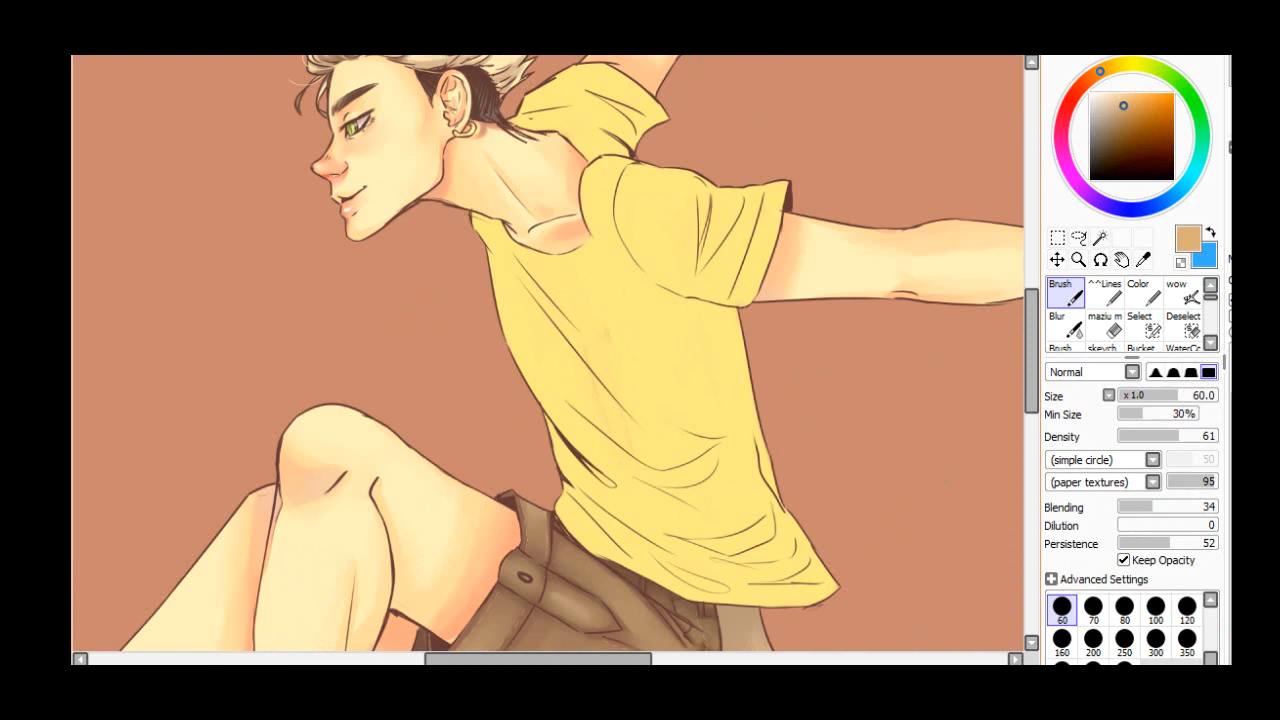 Brush ^^Lines Color wow
Blur maziu m Select Deselect
Brush skevch Bucket WaterCc
Normal
Size x 1.0 60.0
Min Size 30%
Density 61
(simple circle) 50
(paper textures) 95
Blending 34
Dilution 0
Persistence 52
Keep Opacity
Advanced Settings
60 70 80 100 120
160 200 250 300 350